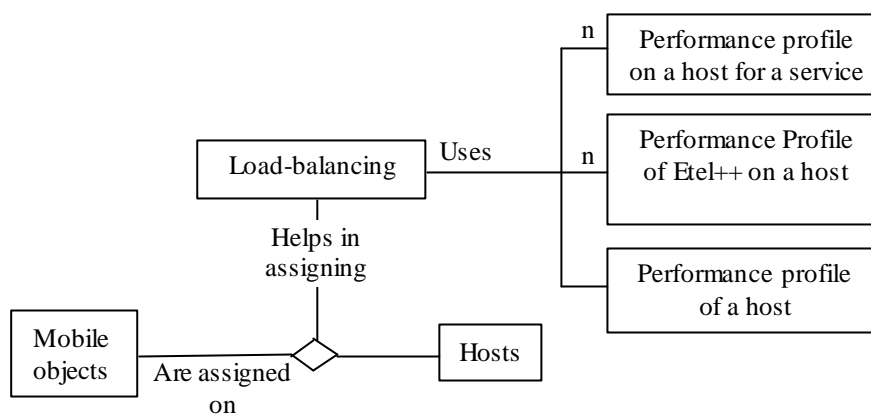 n
Performance profile
on a host for a service
Load-balancing
Uses
n
Performance Profile
of Etel++ on a host
Helps in
assigning
Performance profile
of a host
Mobile
objects
Are assigned
on
Hosts